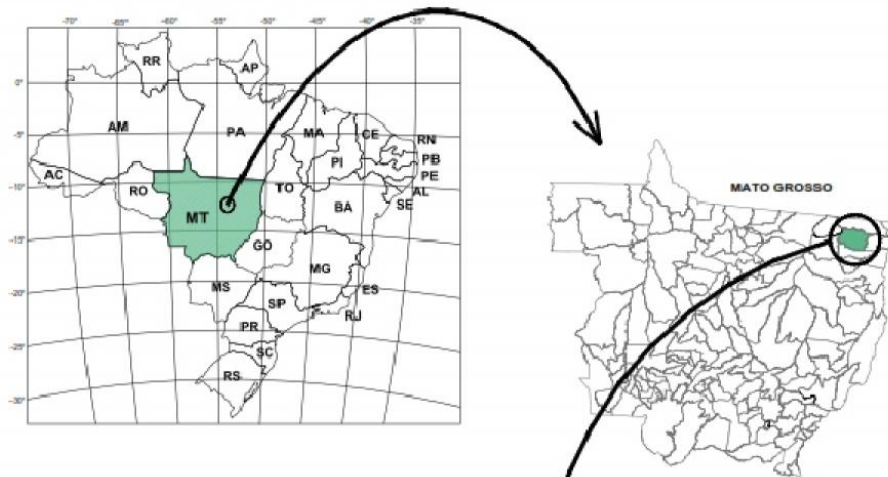 -70°
-65°
-60°
-55°
-50°
-45°
-40°
-35°
0°
-5°
-10°
-15°
-20°
-25°
-30°
RR
AP
AM
PA
MA
CE
RN
PB
PE
AL
SE
PI
AC
RO
TO
BA
MT
GO
MG
MS
ES
SP
RJ
PR
SC
RS
MATO GROSSO